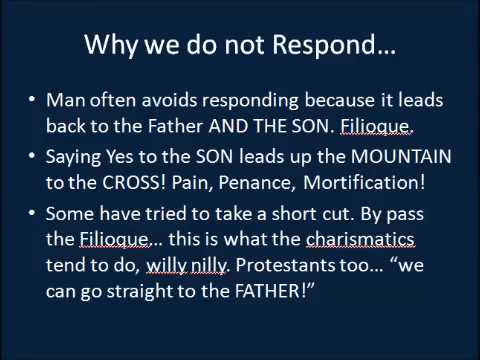 Why we do not Respond…
• Man often avoids responding because it leads
back to the Father AND THE SON. Filioque.
• Saying Yes to the SON leads up the MOUNTAIN
to the CROSS! Pain, Penance, Mortification!
• Some have tried to take a short cut. By pass
the Filioque… this is what the charismatics
tend to do, willy nilly. Protestants too… “we
can go straight to the FATHER!”